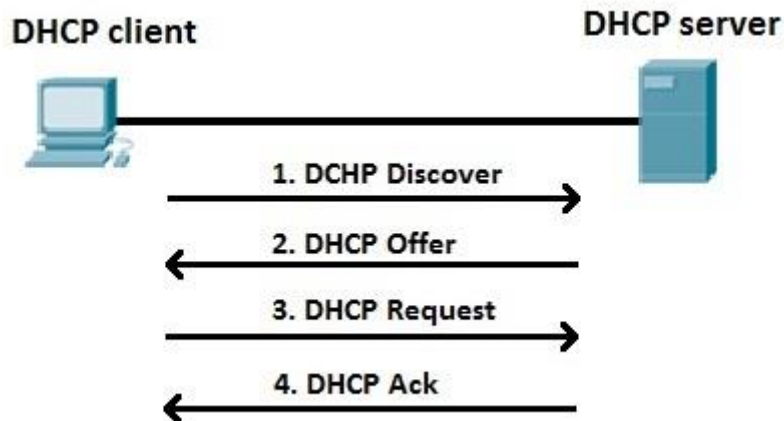 DHCP client
DHCP server
1. DCHP Discover
2. DHCP Offer
3. DHCP Request
4. DHCP Ack